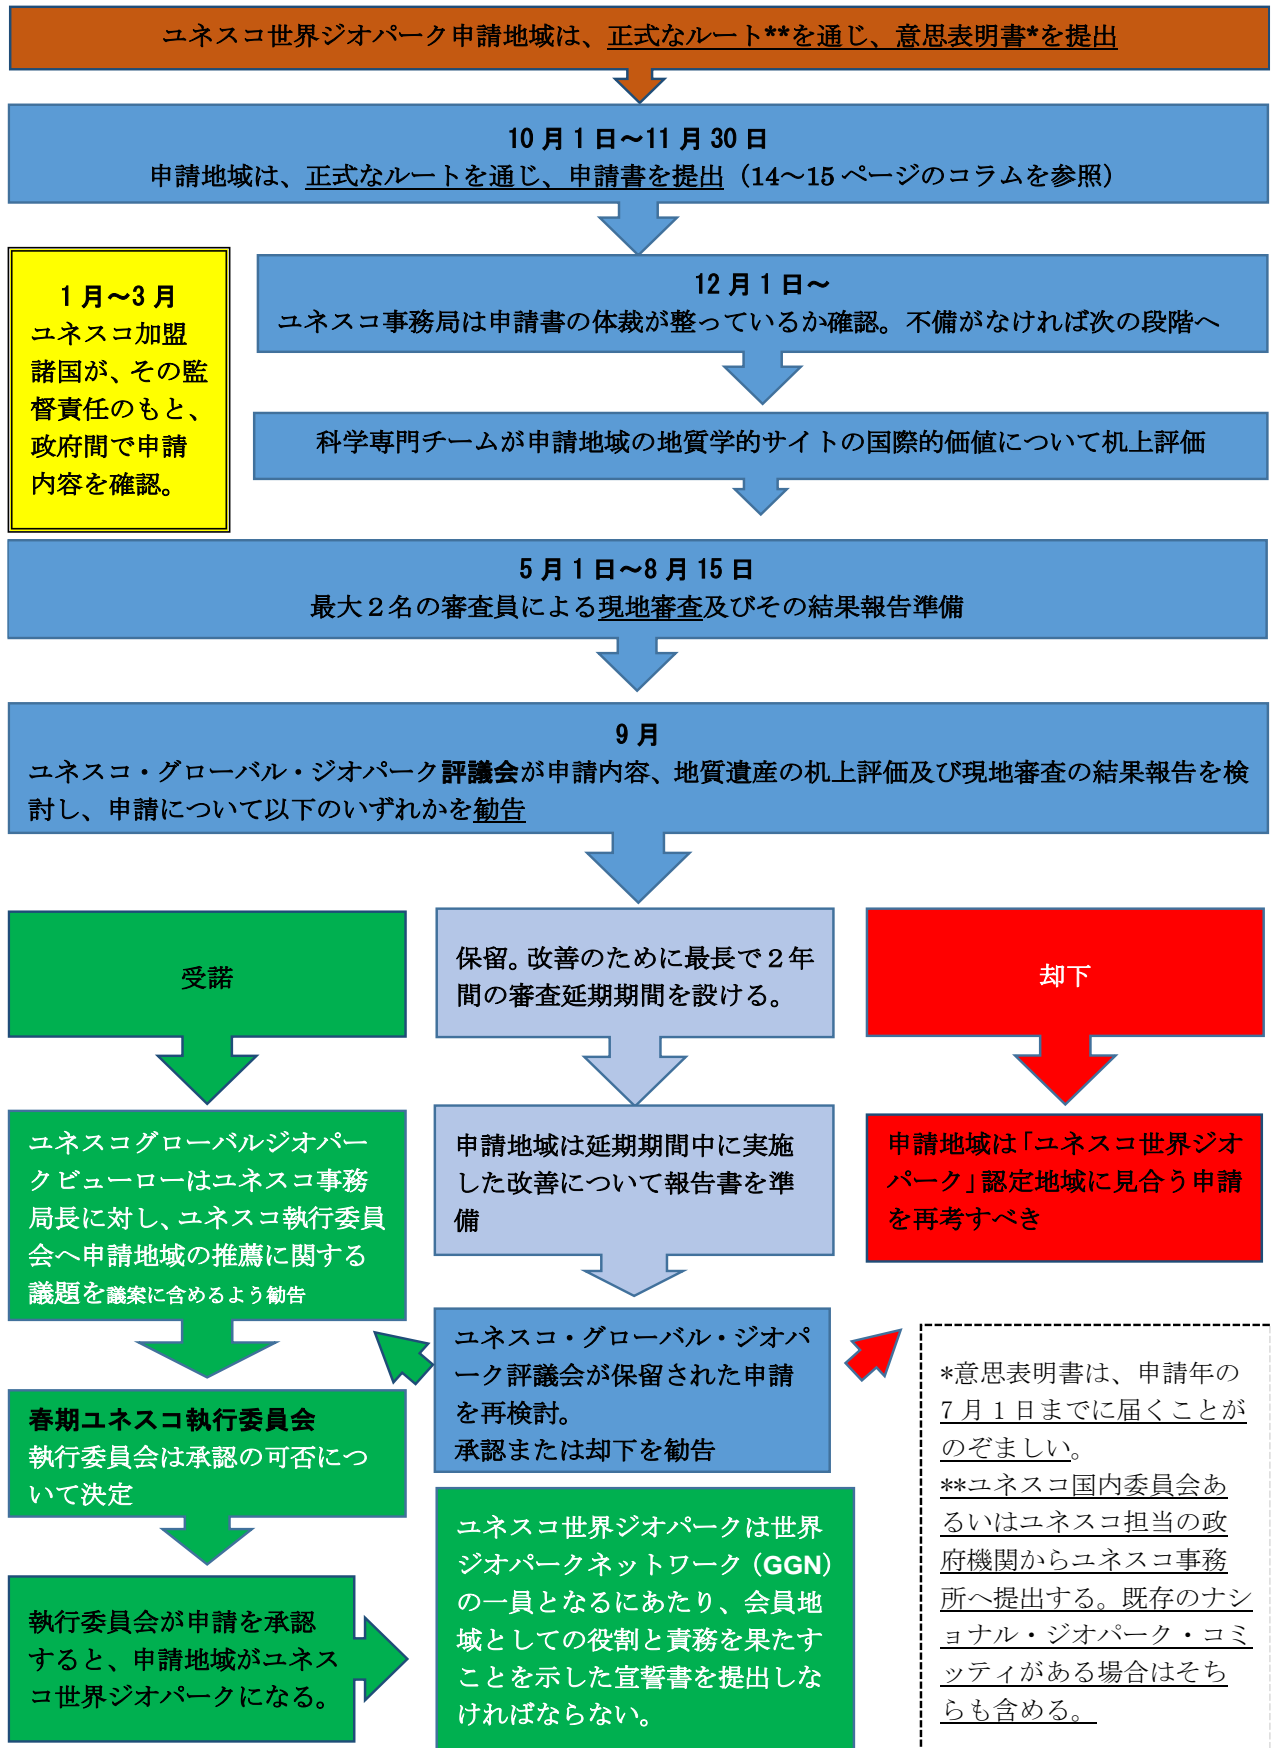 ユネスコ世界ジオパーク申請地域は、正式なルート**を通じ、意思表明書*を提出
10月1日～11月30日
申請地域は、正式なルートを通じ、申請書を提出（14～15ページのコラムを参照）
1月～3月
ユネスコ加盟
諸国が、その監
督責任のもと、
政府間で申請
内容を確認。
12月1日～
ユネスコ事務局は申請書の体裁が整っているか確認。不備がなければ次の段階へ
科学専門チームが申請地域の地質学的サイトの国際的価値について机上評価
5月1日～8月15日
最大２名の審査員による現地審査及びその結果報告準備
9月
ユネスコ・グローバル・ジオパーク評議会が申請内容、地質遺産の机上評価及び現地審査の結果報告を検
討し、申請について以下のいずれかを勧告
受諾
保留。改善のために最長で２年
間の審査延期期間を設ける。
却下
ユネスコグローバルジオパー
クビューローはユネスコ事務
局長に対し、ユネスコ執行委員
会へ申請地域の推薦に関する
議題を議案に含めるよう勧告
申請地域は延期期間中に実施
した改善について報告書を準
備
申請地域は「ユネスコ世界ジオ
パーク」認定地域に見合う申請
を再考すべき
ユネスコ・グローバル・ジオパ
ーク評議会が保留された申請
を再検討。
承認または却下を勧告
春期ユネスコ執行委員会
執行委員会は承認の可否につ
いて決定
執行委員会が申請を承認
すると、申請地域がユネス
コ世界ジオパークになる。
ユネスコ世界ジオパークは世界
ジオパークネットワーク（GGN）
の一員となるにあたり、会員地
域としての役割と責務を果たす
ことを示した宣誓書を提出しな
ければならない。
*意思表明書は、申請年の
7月1日までに届くことが
のぞましい。
**ユネスコ国内委員会あ
るいはユネスコ担当の政
府機関からユネスコ事務
所へ提出する。既存のナシ
ョナル・ジオパーク・コミ
ッティがある場合はそち
らも含める。